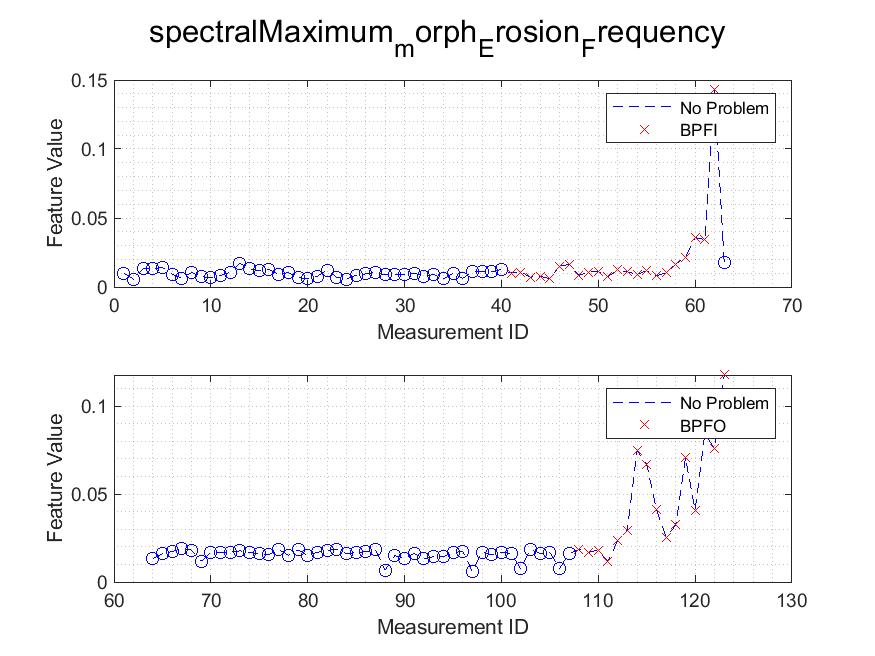 spectralMaximum_morph_Erosion_Frequency
0.15
0.1
0.05
0
Feature Value
No Problem
BPFI
0 10 20 30 40 50 60 70
Measurement ID
0.1
0.05
0
Feature Value
No Problem
BPFO
60 70 80 90 100 110 120 130
Measurement ID